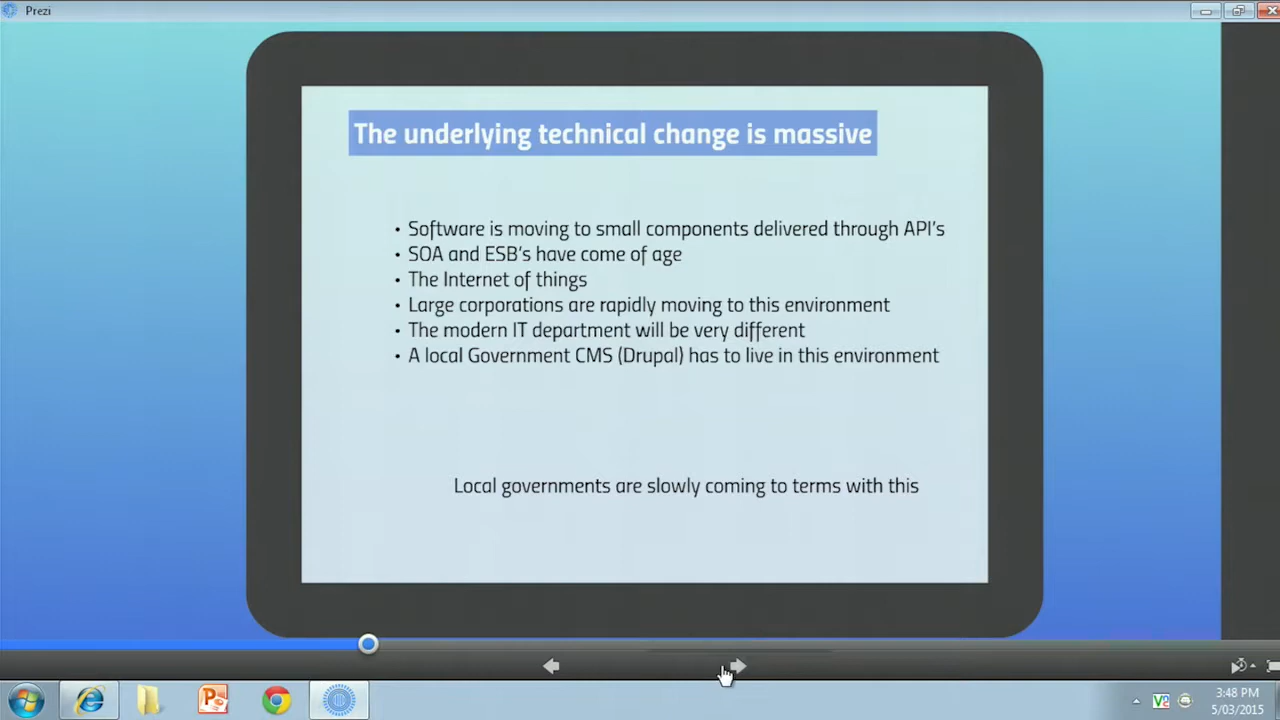 Prezi
The underlying technical change is massive
• Software is moving to small components delivered through API's
• SOA and ESB's have come of age
• The Internet of things
• Large corporations are rapidly moving to this environment
• The modern IT department will be very different
• A local Government CMS (Drupal) has to live in this environment
Local governments are slowly coming to terms with this
3:48 PM
5/03/2015